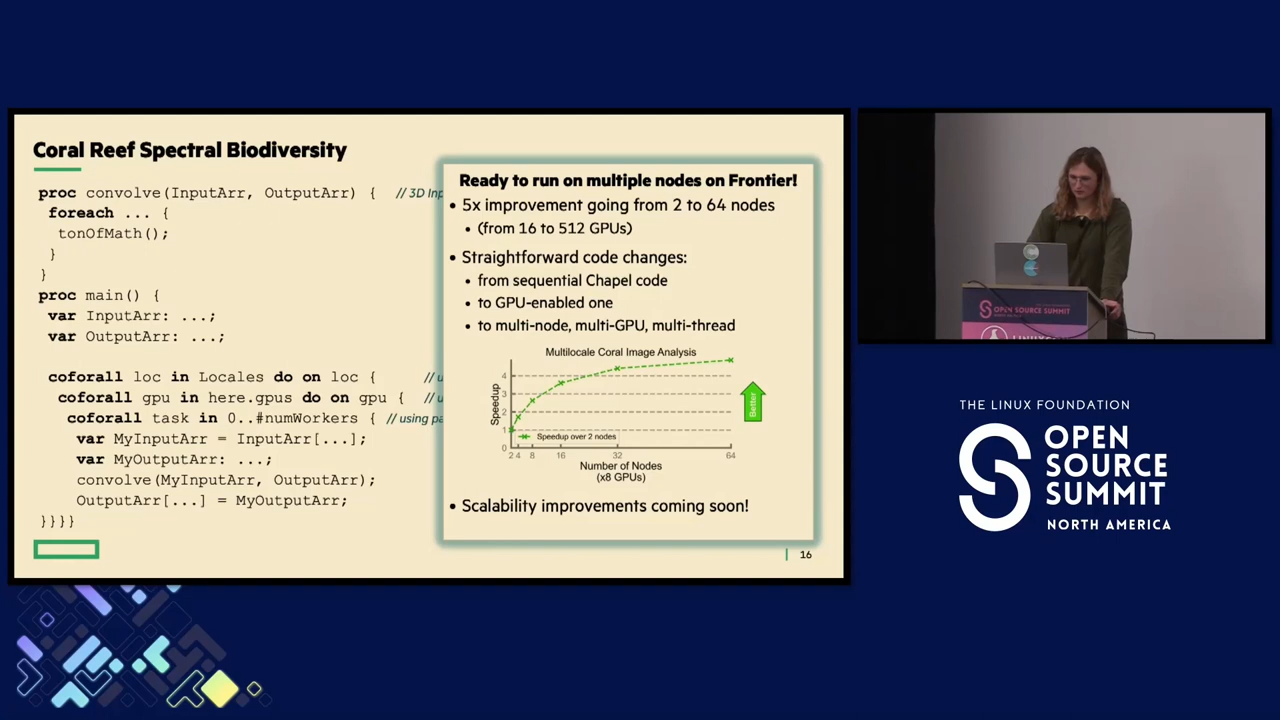 Coral Reef Spectral Biodiversity
proc convolve(InputArr, OutputArr) { // 3D Inp
foreach ... {
tonOfMath();
}
}
proc main() {
var InputArr: ...;
var OutputArr: ...;
coforall loc in Locales do on loc { // u
coforall gpu in here.gpus do on gpu { // u
coforall task in 0..#numWorkers { // using pa
var MyInputArr = InputArr[...];
var MyOutputArr: ...;
convolve(MyInputArr, OutputArr);
OutputArr[...] = MyOutputArr;
}}}}
Ready to run on multiple nodes on Frontier!
• 5x improvement going from 2 to 64 nodes
• (from 16 to 512 GPUs)
• Straightforward code changes:
• from sequential Chapel code
• to GPU-enabled one
• to multi-node, multi-GPU, multi-thread
Multilocale Coral Image Analysis
Speedup
4
3
2
1
0
Speedup over 2 nodes
2 4 8 16 32 64
Number of Nodes
(x8 GPUs)
Better
• Scalability improvements coming soon!
16
OPEN SOURCE SUMMIT
THE LINUX FOUNDATION
OPEN
SOURCE
SUMMIT
NORTH AMERICA